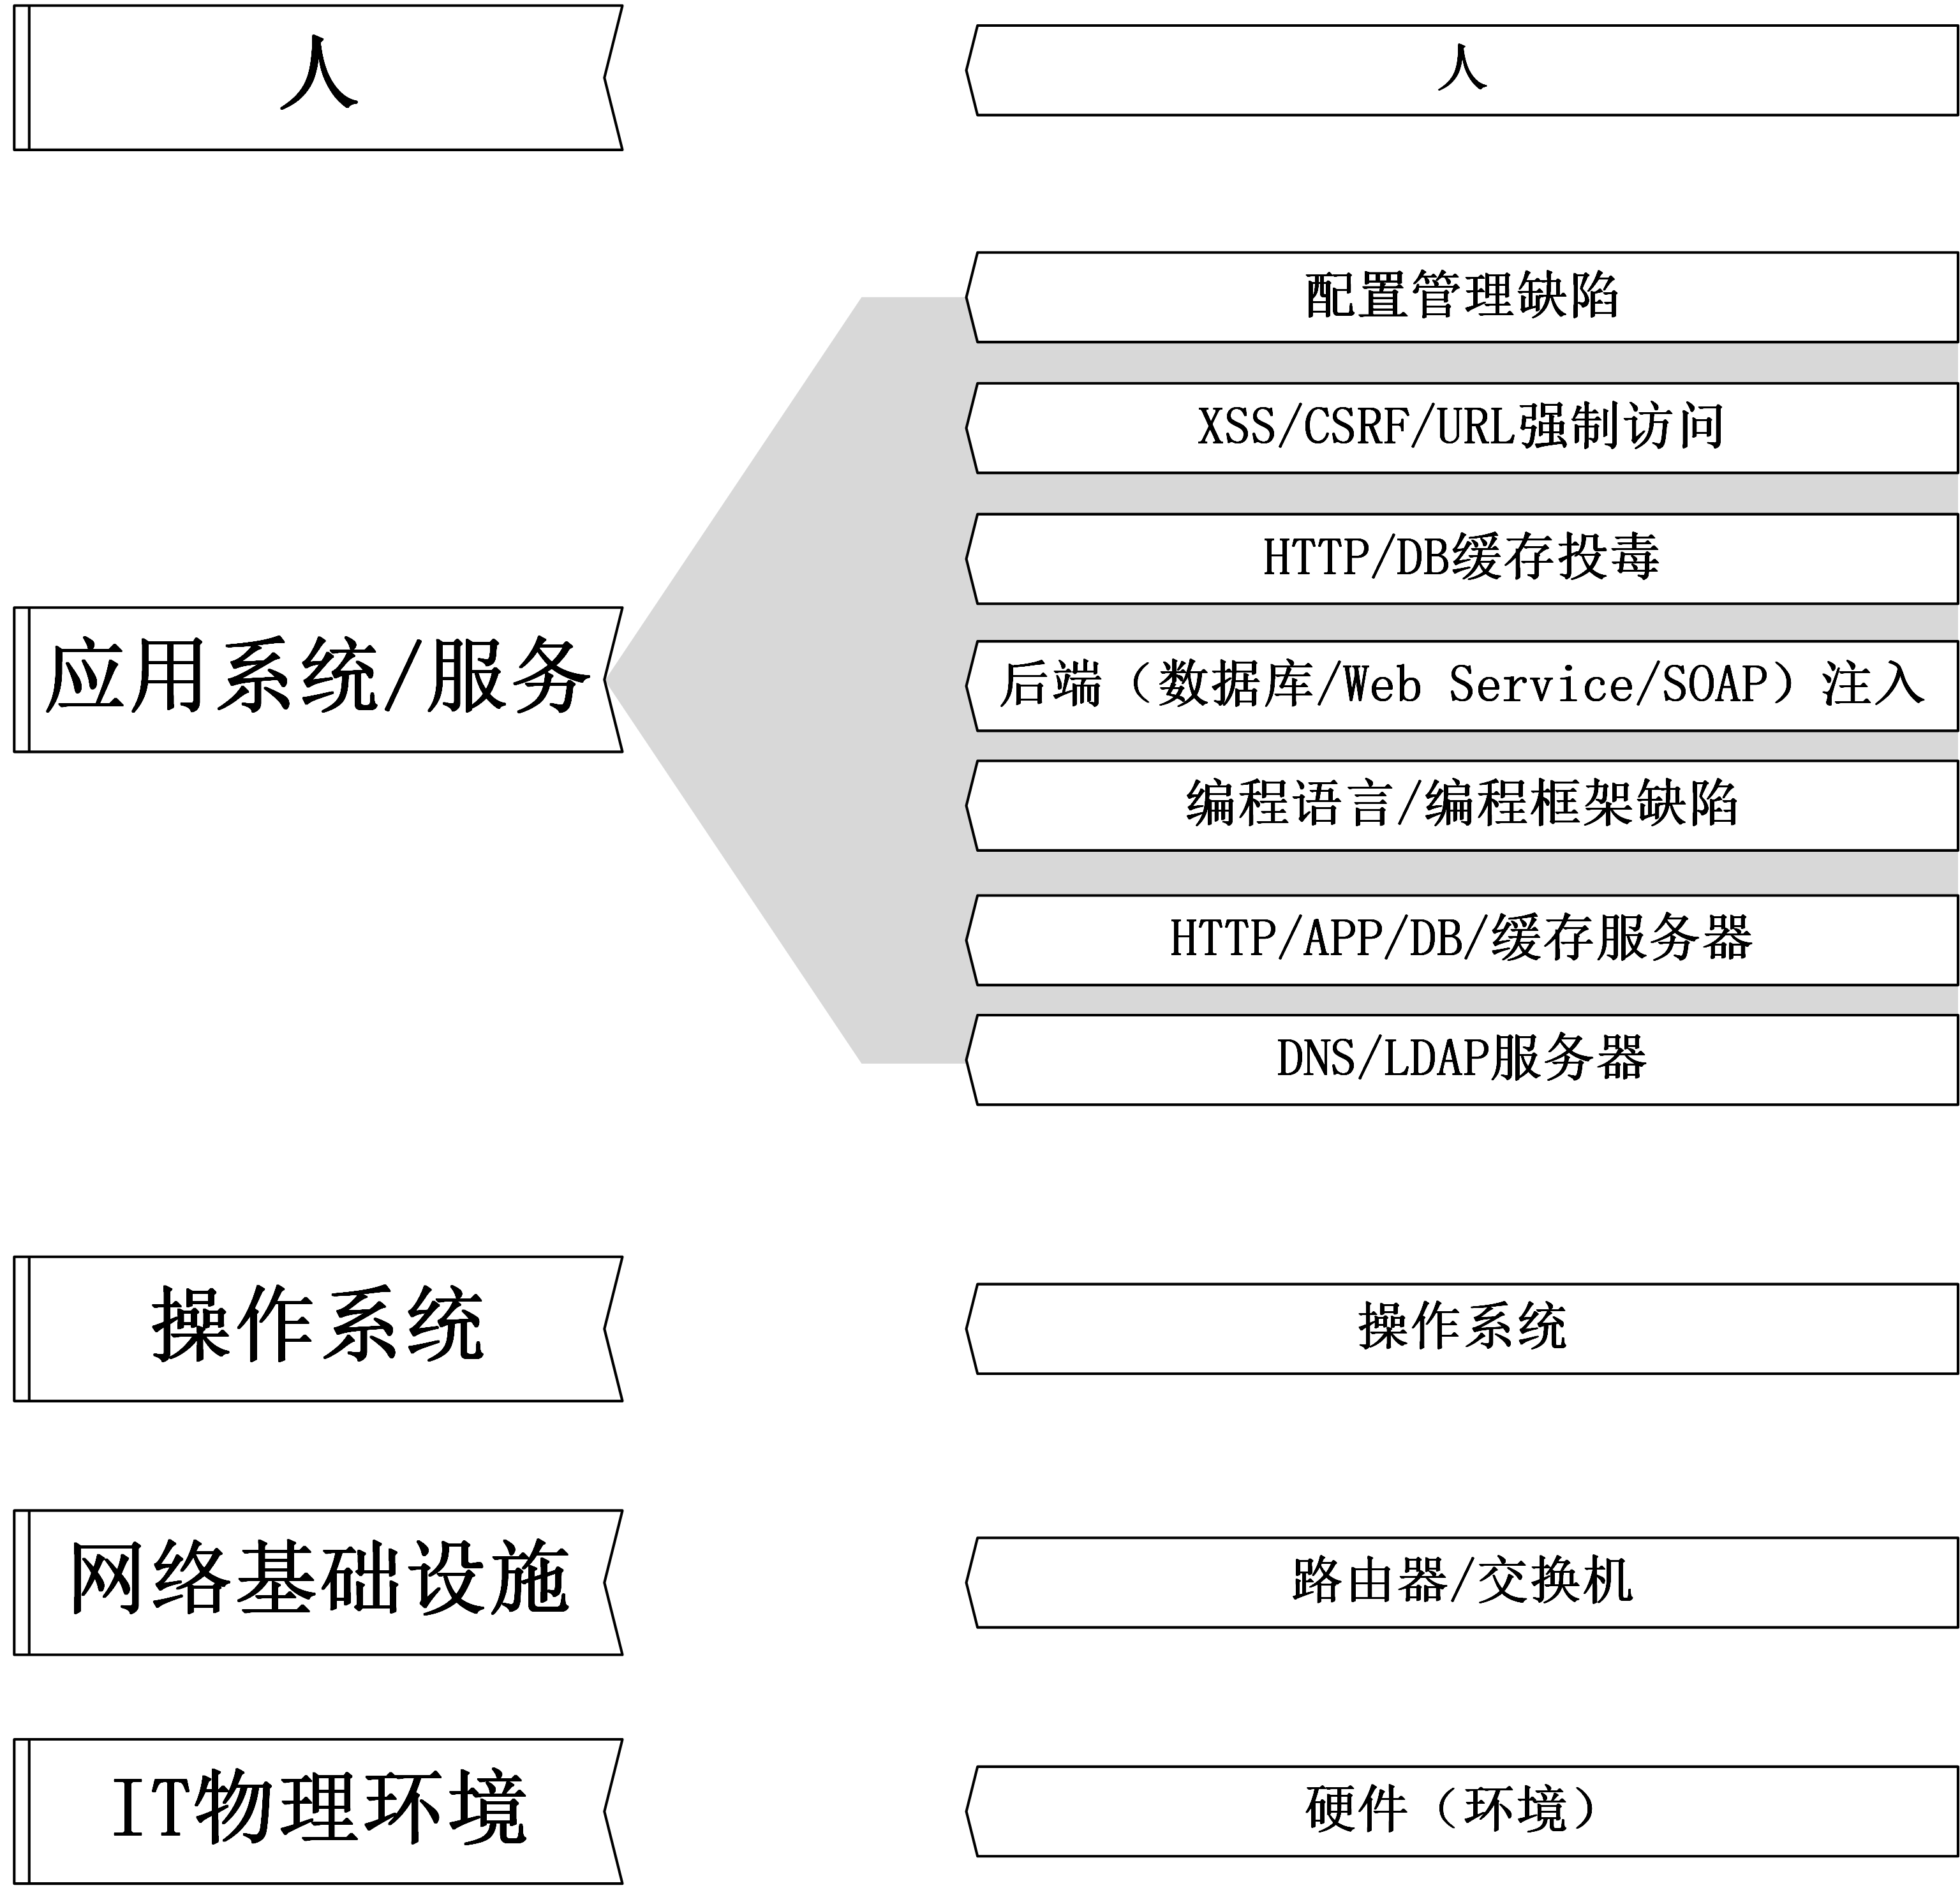 人
人
配置管理缺陷
XSS/CSRF/URL强制访问
HTTP/DB缓存投毒
应用系统/服务
后端（数据库/Web Service/SOAP）注入
编程语言/编程框架缺陷
HTTP/APP/DB/缓存服务器
DNS/LDAP服务器
操作系统
操作系统
网络基础设施
路由器/交换机
IT物理环境
硬件（环境）